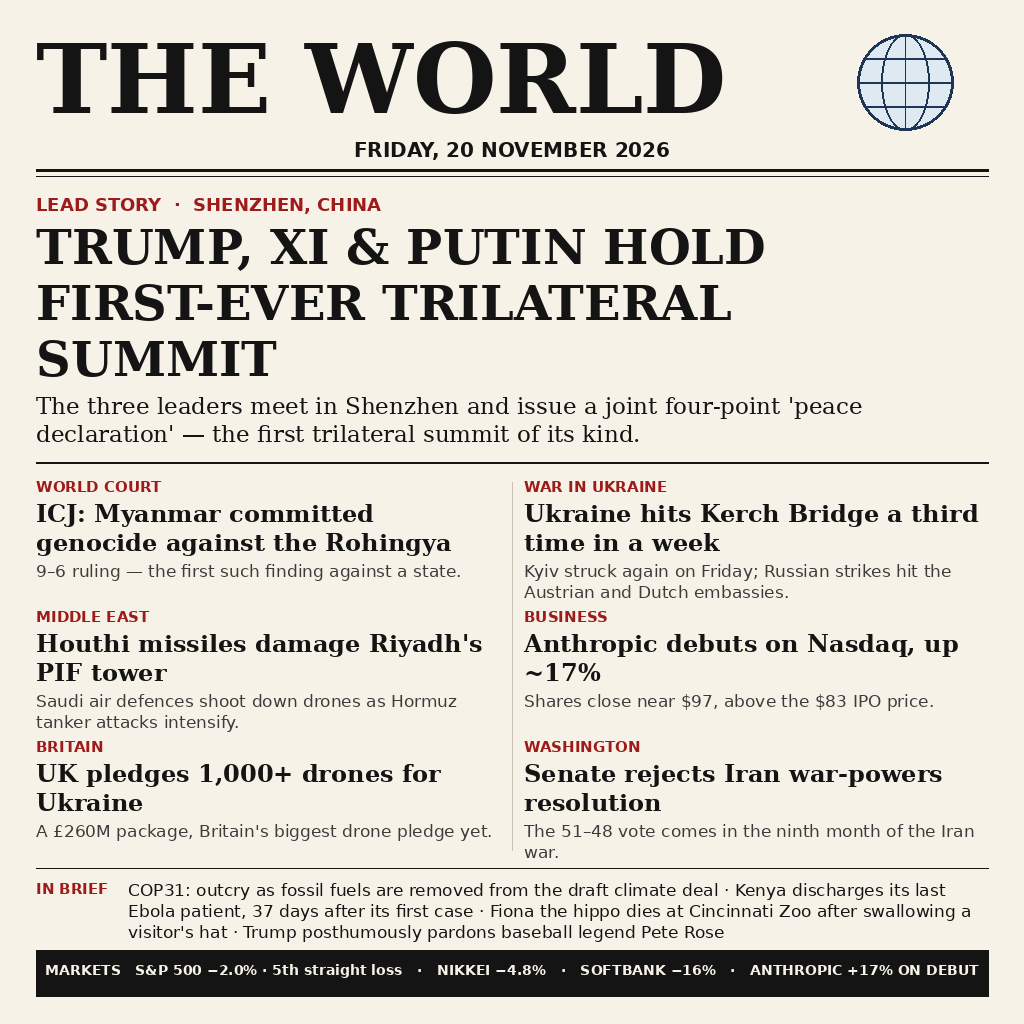 THE WORLD
FRIDAY, 20 NOVEMBER 2026
LEAD STORY · SHENZHEN, CHINA
TRUMP, XI & PUTIN HOLD
FIRST-EVER TRILATERAL
SUMMIT
The three leaders meet in Shenzhen and issue a joint four-point 'peace
declaration' — the first trilateral summit of its kind.
WORLD COURT
ICJ: Myanmar committed
genocide against the Rohingya
9–6 ruling — the first such finding against a state.
WAR IN UKRAINE
Ukraine hits Kerch Bridge a third
time in a week
Kyiv struck again on Friday; Russian strikes hit the
Austrian and Dutch embassies.
MIDDLE EAST
Houthi missiles damage Riyadh's
PIF tower
Saudi air defences shoot down drones as Hormuz
tanker attacks intensify.
BUSINESS
Anthropic debuts on Nasdaq, up
~17%
Shares close near $97, above the $83 IPO price.
BRITAIN
UK pledges 1,000+ drones for
Ukraine
A £260M package, Britain's biggest drone pledge yet.
WASHINGTON
Senate rejects Iran war-powers
resolution
The 51–48 vote comes in the ninth month of the Iran
war.
IN BRIEF
COP31: outcry as fossil fuels are removed from the draft climate deal · Kenya discharges its last
Ebola patient, 37 days after its first case · Fiona the hippo dies at Cincinnati Zoo after swallowing a
visitor's hat · Trump posthumously pardons baseball legend Pete Rose
MARKETS S&P 500 −2.0% · 5th straight loss · NIKKEI −4.8% · SOFTBANK −16% · ANTHROPIC +17% ON DEBUT